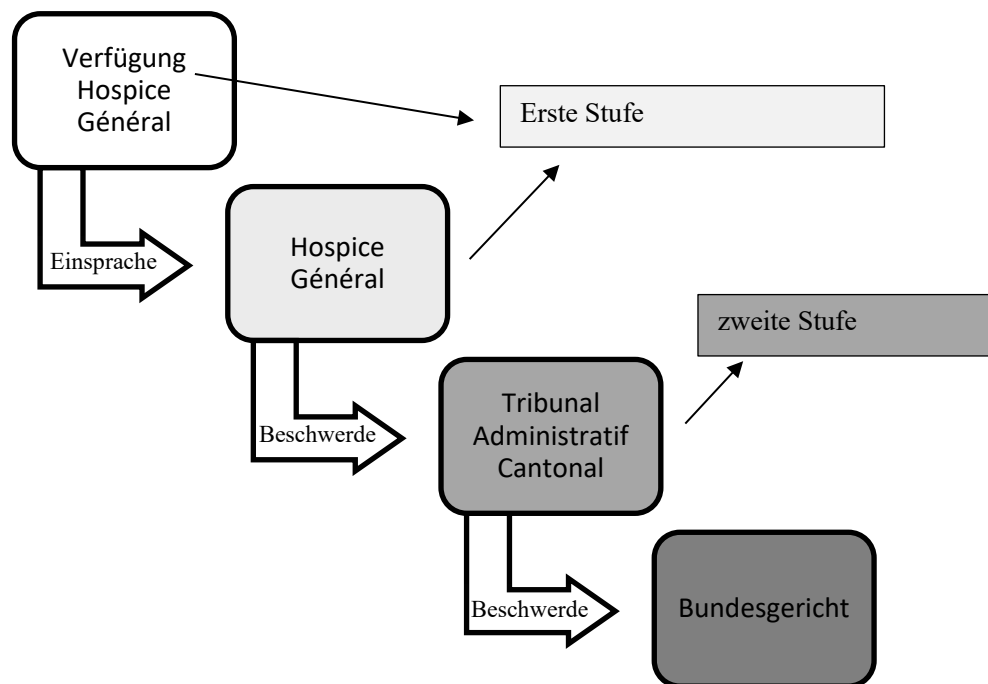 Verfügung
Hospice
Général
Erste Stufe
Einsprache
Hospice
Général
zweite Stufe
Beschwerde
Tribunal
Administratif
Cantonal
Beschwerde
Bundesgericht